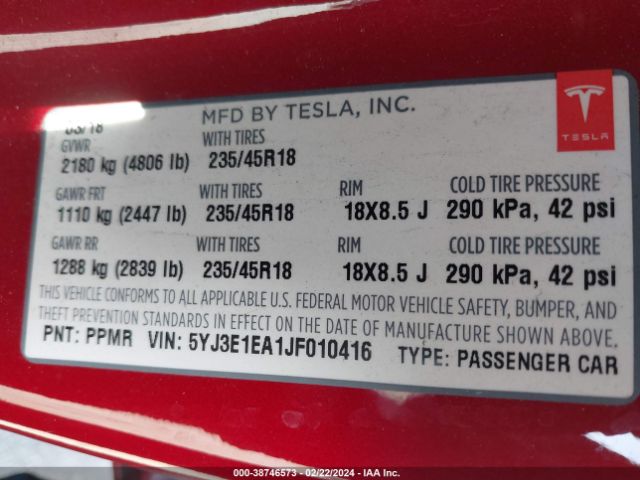 MFD BY TESLA, INC.
03/18
GVWR WITH TIRES
2180 kg (4806 lb) 235/45R18
TESLA
GAWR FRT WITH TIRES RIM COLD TIRE PRESSURE
1110 kg (2447 lb) 235/45R18 18X8.5 J 290 kPa, 42 psi
GAWR RR WITH TIRES RIM COLD TIRE PRESSURE
1288 kg (2839 lb) 235/45R18 18X8.5 J 290 kPa, 42 psi
THIS VEHICLE CONFORMS TO ALL APPLICABLE U.S. FEDERAL MOTOR VEHICLE SAFETY, BUMPER, AND
THEFT PREVENTION STANDARDS IN EFFECT ON THE DATE OF MANUFACTURE SHOWN ABOVE.
PNT: PPMR VIN: 5YJ3E1EA1JF010416 TYPE: PASSENGER CAR
000-38746573 - 02/22/2024 - IAA Inc.